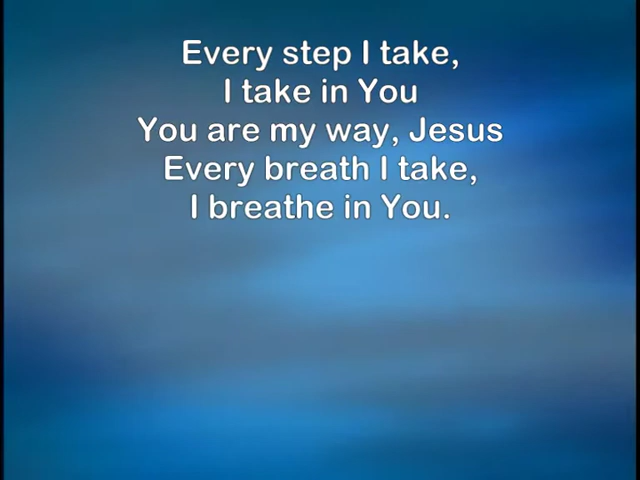 Every step I take,
I take in You
You are my way, Jesus
Every breath I take,
I breathe in You.